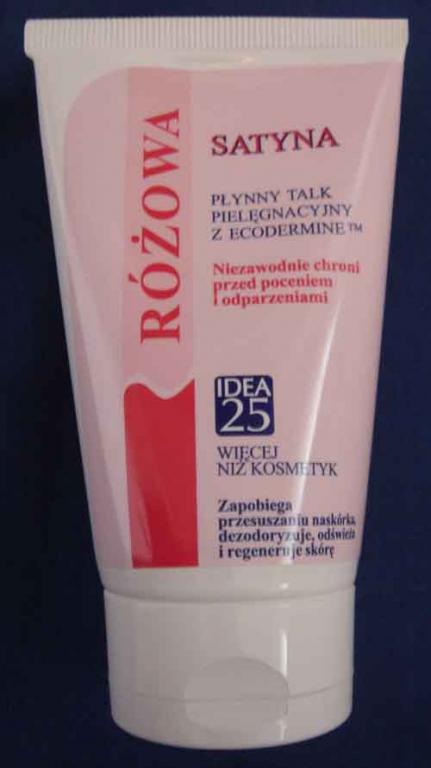 RÓŻOWA
SATYNA
PŁYNNY TALK
PIELĘGNACYJNY
Z ECODERMINE™
Niezawodnie chroni
przed poceniem
i odparzeniami
IDEA
25
WIĘCEJ
NIŻ KOSMETYK
Zapobiega
przesuszaniu naskórka,
dezodoryzuje, odświeża
i regeneruje skórę